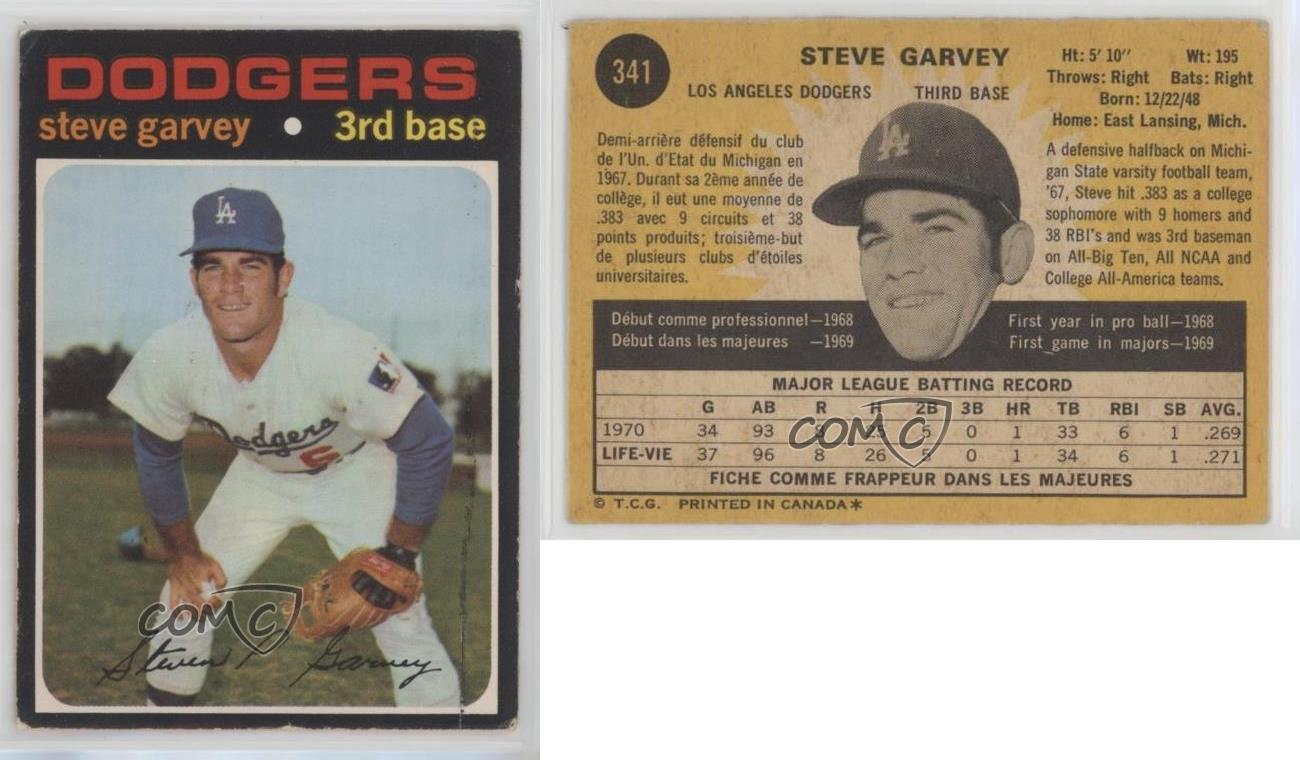 DODGERS
steve garvey • 3rd base
LA
Dodgers
5
COMC
Steven P. Garvey
341
STEVE GARVEY
LOS ANGELES DODGERS THIRD BASE
Ht: 5' 10" Wt: 195
Throws: Right Bats: Right
Born: 12/22/48
Home: East Lansing, Mich.
LA
Demi-arrière défensif du club
de l'Un. d'Etat du Michigan en
1967. Durant sa 2ème année de
collège, il eut une moyenne de
.383 avec 9 circuits et 38
points produits; troisième-but
de plusieurs clubs d'étoiles
universitaires.
A defensive halfback on Michi-
gan State varsity football team,
'67, Steve hit .383 as a college
sophomore with 9 homers and
38 RBI's and was 3rd baseman
on All-Big Ten, All NCAA and
College All-America teams.
Début comme professionnel—1968
Début dans les majeures —1969
First year in pro ball—1968
First game in majors—1969
MAJOR LEAGUE BATTING RECORD
G AB R H 2B 3B HR TB RBI SB AVG.
1970 34 93 8 25 5 0 1 33 6 1 .269
LIFE-VIE 37 96 8 26 5 0 1 34 6 1 .271
COMC
FICHE COMME FRAPPEUR DANS LES MAJEURES
© T.C.G. PRINTED IN CANADA*